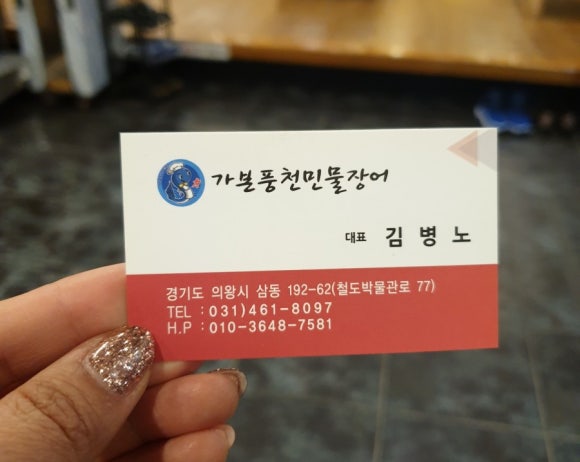 가본풍천민물장어
대표 김병노
경기도 의왕시 삼동 192-62(철도박물관로 77)
TEL : 031)461-8097
H.P : 010-3648-7581